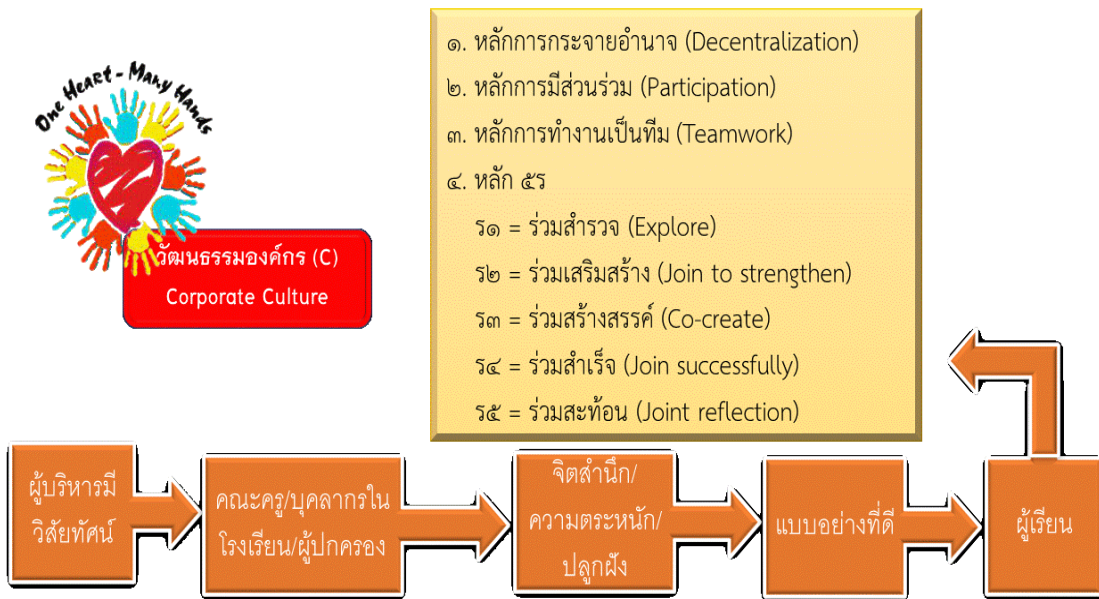 One Heart - Many Hands
วัฒนธรรมองค์กร (C)
Corporate Culture
๑. หลักการกระจายอำนาจ (Decentralization)
๒. หลักการมีส่วนร่วม (Participation)
๓. หลักการทำงานเป็นทีม (Teamwork)
๔. หลัก ๕ร
ร๑ = ร่วมสำรวจ (Explore)
ร๒ = ร่วมเสริมสร้าง (Join to strengthen)
ร๓ = ร่วมสร้างสรรค์ (Co-create)
ร๔ = ร่วมสำเร็จ (Join successfully)
ร๕ = ร่วมสะท้อน (Joint reflection)
ผู้บริหารมี
วิสัยทัศน์
คณะครู/บุคลากรใน
โรงเรียน/ผู้ปกครอง
จิตสำนึก/
ความตระหนัก/
ปลูกฝัง
แบบอย่างที่ดี
ผู้เรียน